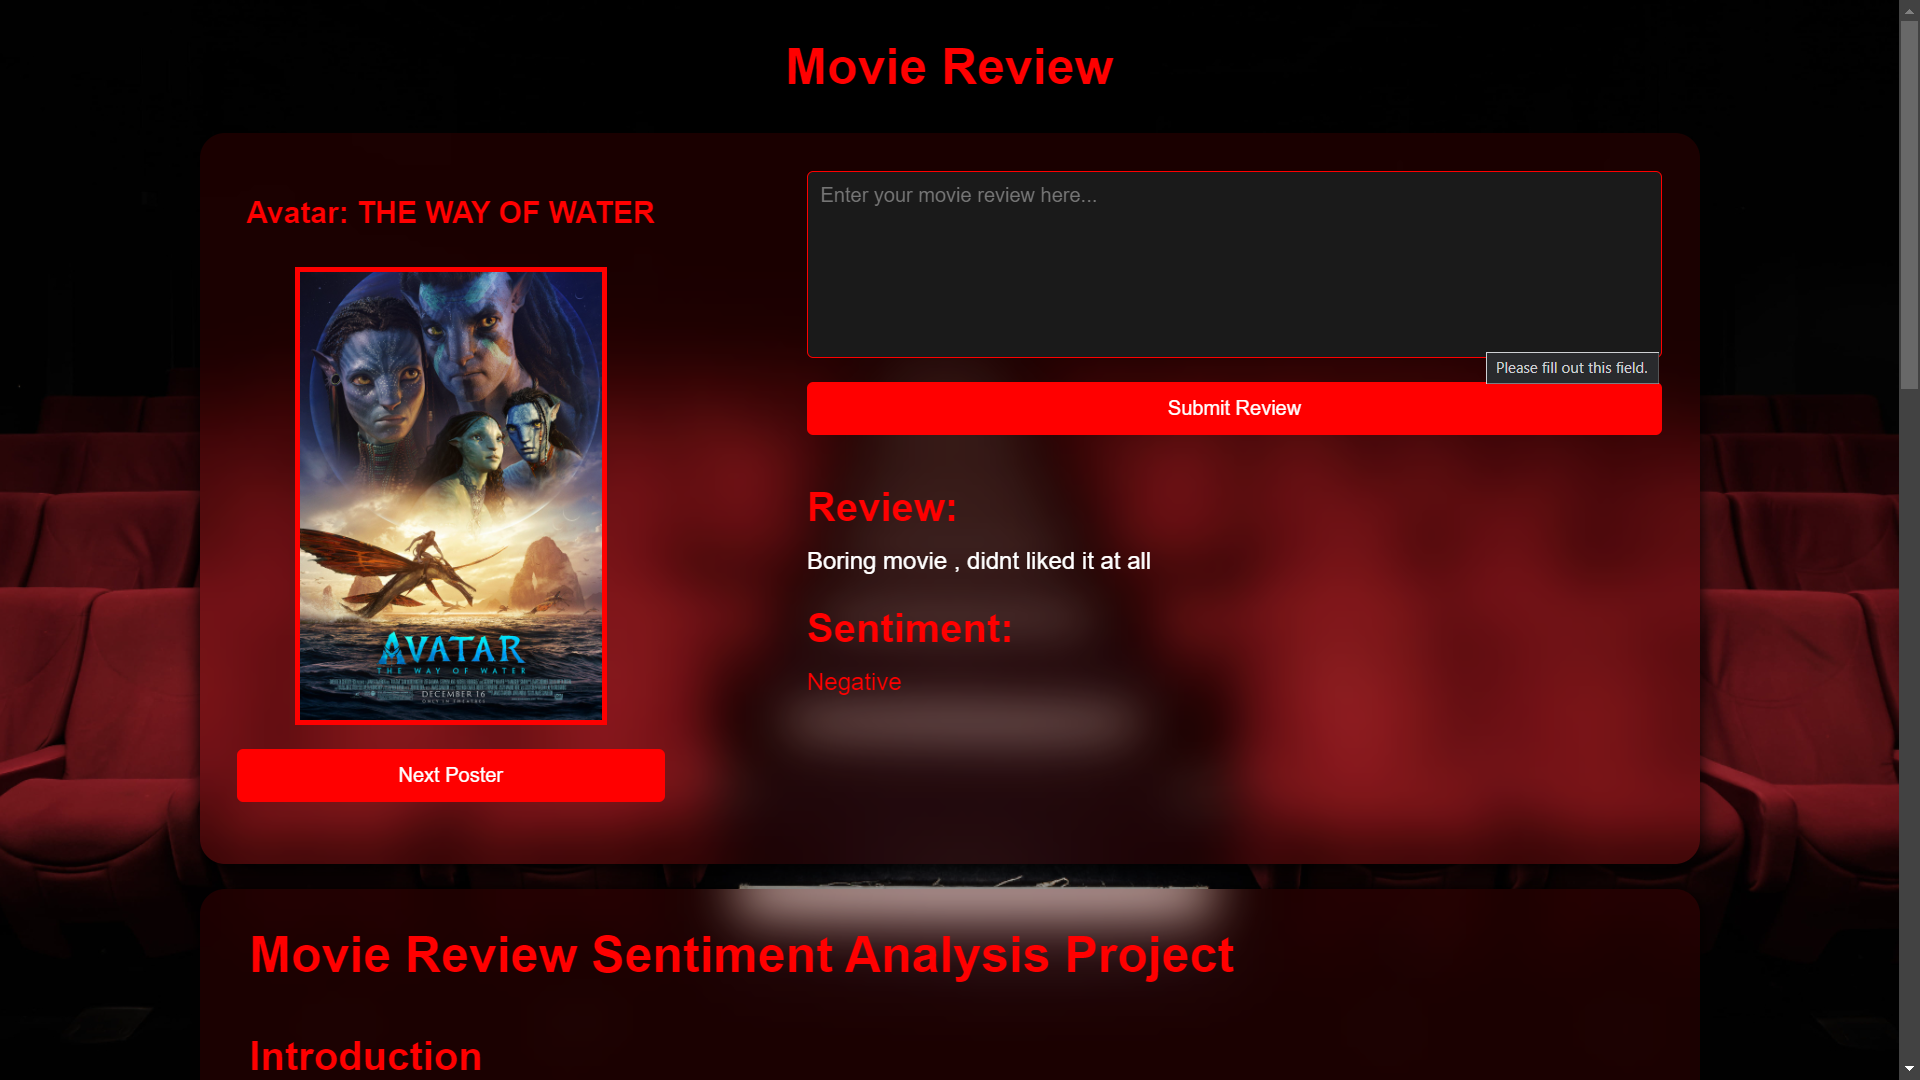 Movie Review
Avatar: THE WAY OF WATER
AVATAR
THE WAY OF WATER
DECEMBER 16
ONLY IN THEATRES
Next Poster
Enter your movie review here...
Please fill out this field.
Submit Review
Review:
Boring movie , didnt liked it at all
Sentiment:
Negative
Movie Review Sentiment Analysis Project
Introduction